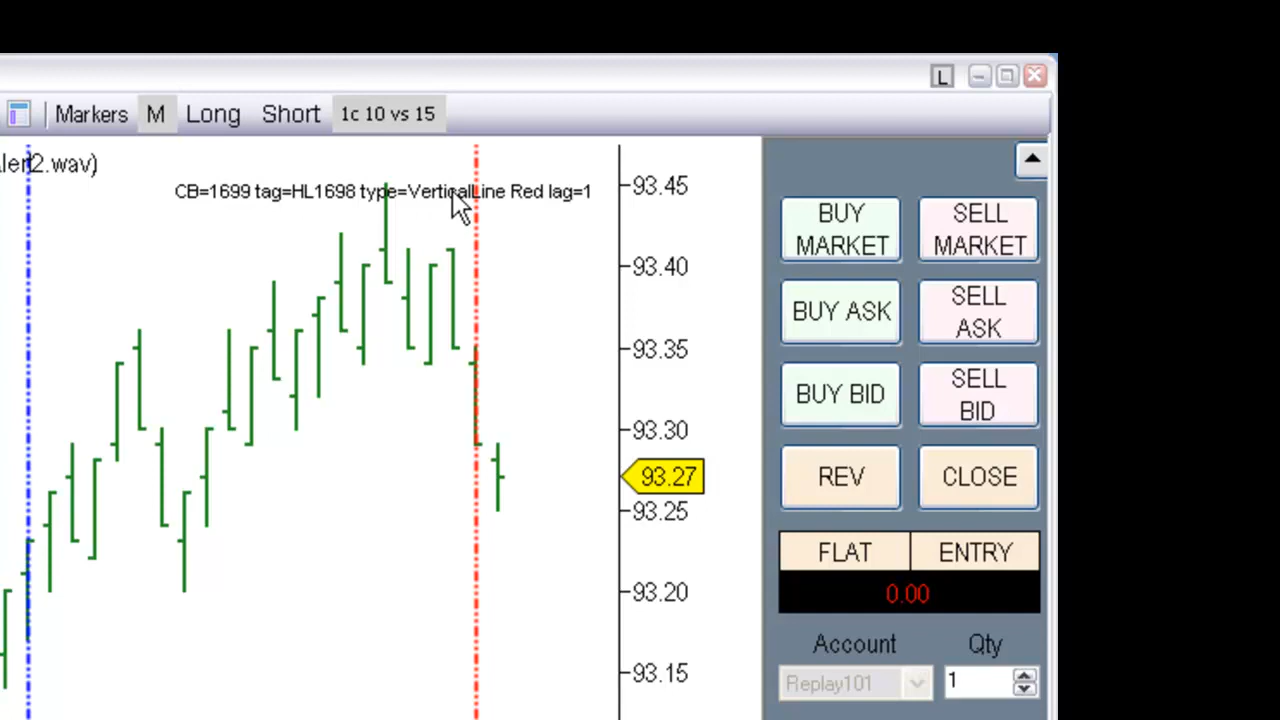 L
Markers M Long Short 1c 10 vs 15
ler2.wav)
CB=1699 tag=HL1698 type=VerticalLine Red lag=1
93.45
93.40
93.35
93.30
93.27
93.25
93.20
93.15
BUY MARKET
SELL MARKET
BUY ASK
SELL ASK
BUY BID
SELL BID
REV
CLOSE
FLAT
ENTRY
0.00
Account
Qty
Replay101
1